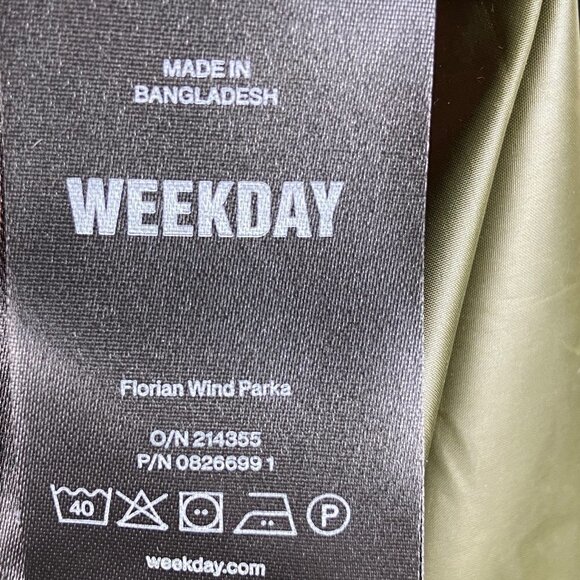 MADE IN
BANGLADESH
WEEKDAY
Florian Wind Parka
O/N 214355
P/N 0826699 1
40 P
weekday.com